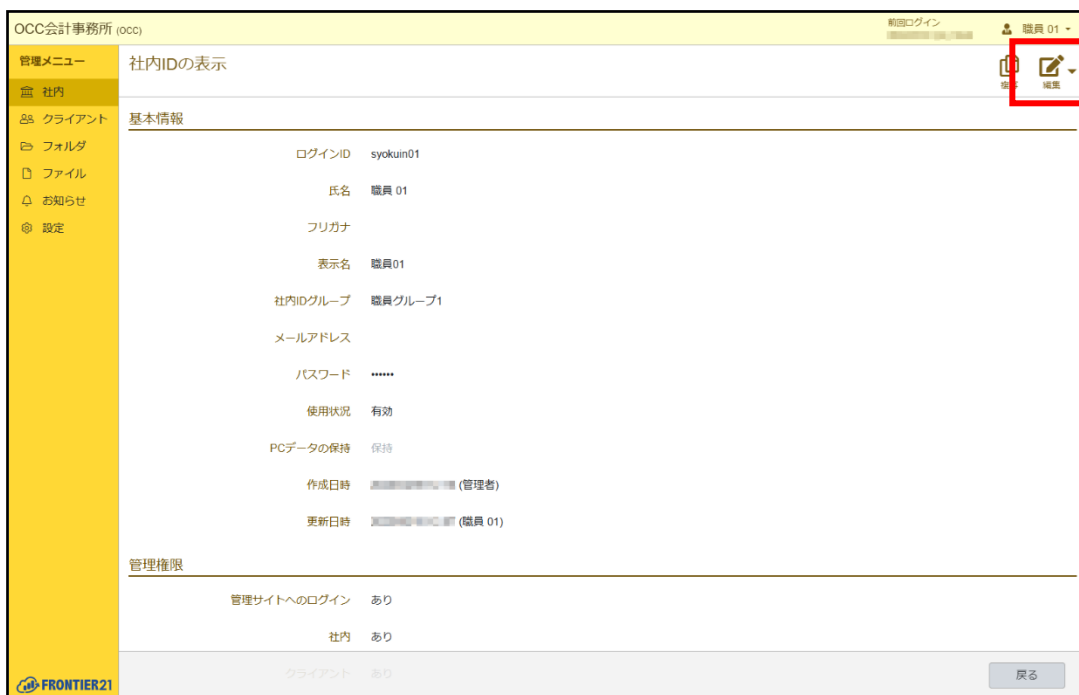 OCC会計事務所 (OCC)
前回ログイン
職員 01
管理メニュー
社内
クライアント
フォルダ
ファイル
お知らせ
設定
社内IDの表示
編集
基本情報
ログインID syokuin01
氏名 職員 01
フリガナ
表示名 職員01
社内IDグループ 職員グループ1
メールアドレス
パスワード ••••••
使用状況 有効
PCデータの保持 保持
作成日時 (管理者)
更新日時 (職員 01)
管理権限
管理サイトへのログイン あり
社内 あり
クライアント あり
戻る
FRONTIER21